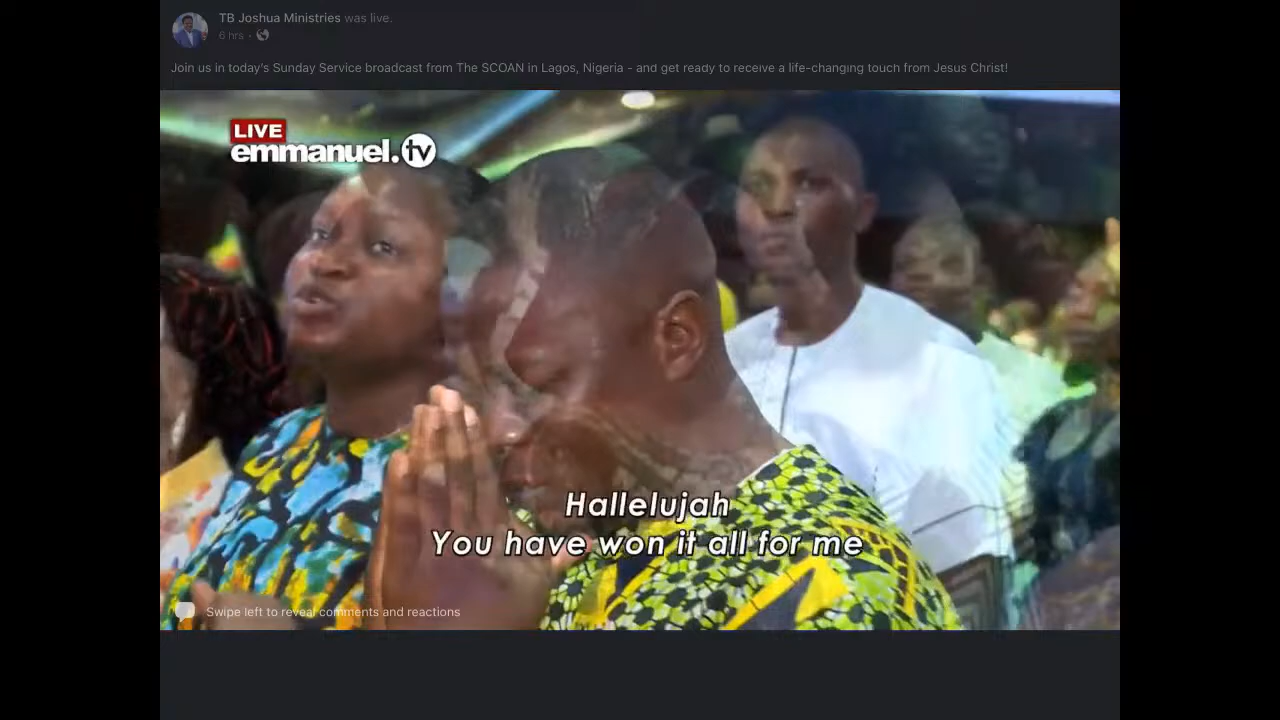 TB Joshua Ministries was live.
6 hrs ·
Join us in today's Sunday Service broadcast from The SCOAN in Lagos, Nigeria - and get ready to receive a life-changing touch from Jesus Christ!
LIVE
emmanuel.tv
Hallelujah
You have won it all for me
Swipe left to reveal comments and reactions